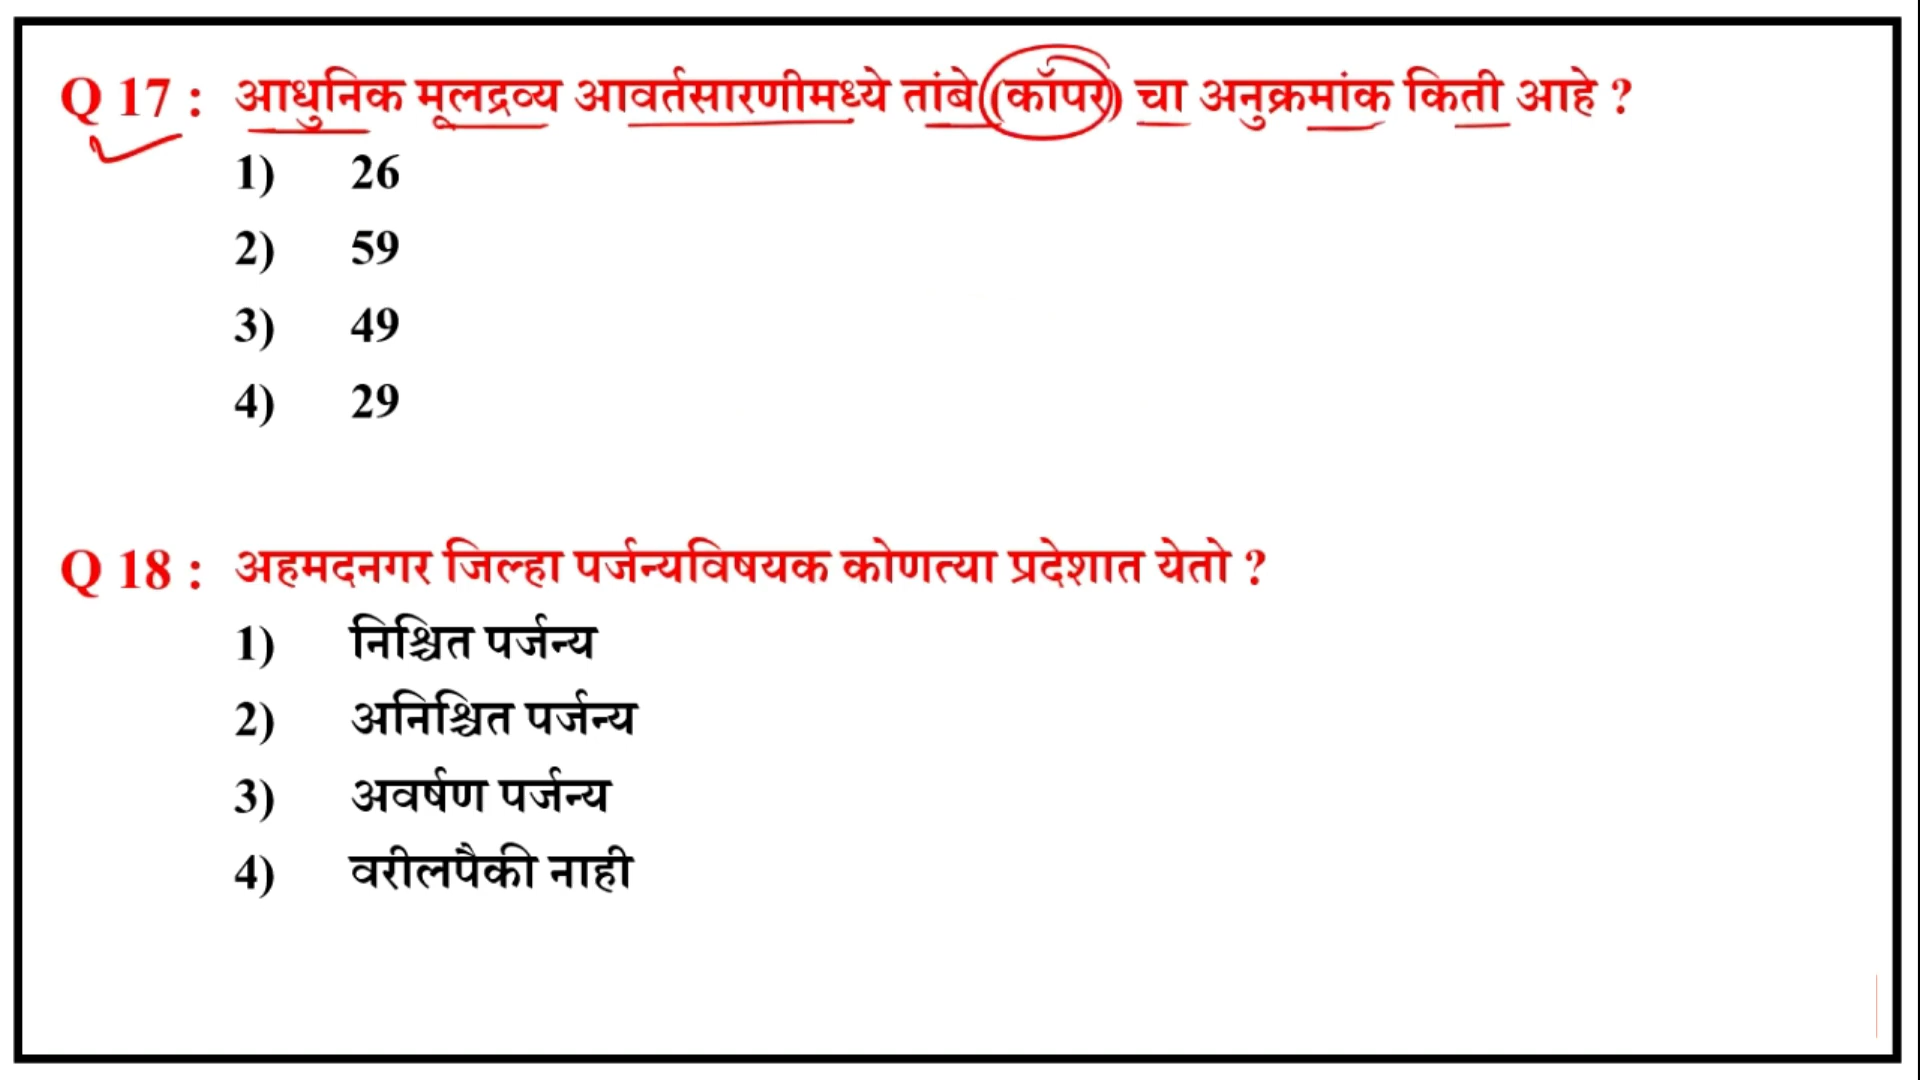 Q 17 : आधुनिक मूलद्रव्य आवर्तसारणीमध्ये तांबे (कॉपर) चा अनुक्रमांक किती आहे ?
1) 26
2) 59
3) 49
4) 29
Q 18 : अहमदनगर जिल्हा पर्जन्यविषयक कोणत्या प्रदेशात येतो ?
1) निश्चित पर्जन्य
2) अनिश्चित पर्जन्य
3) अवर्षण पर्जन्य
4) वरीलपैकी नाही